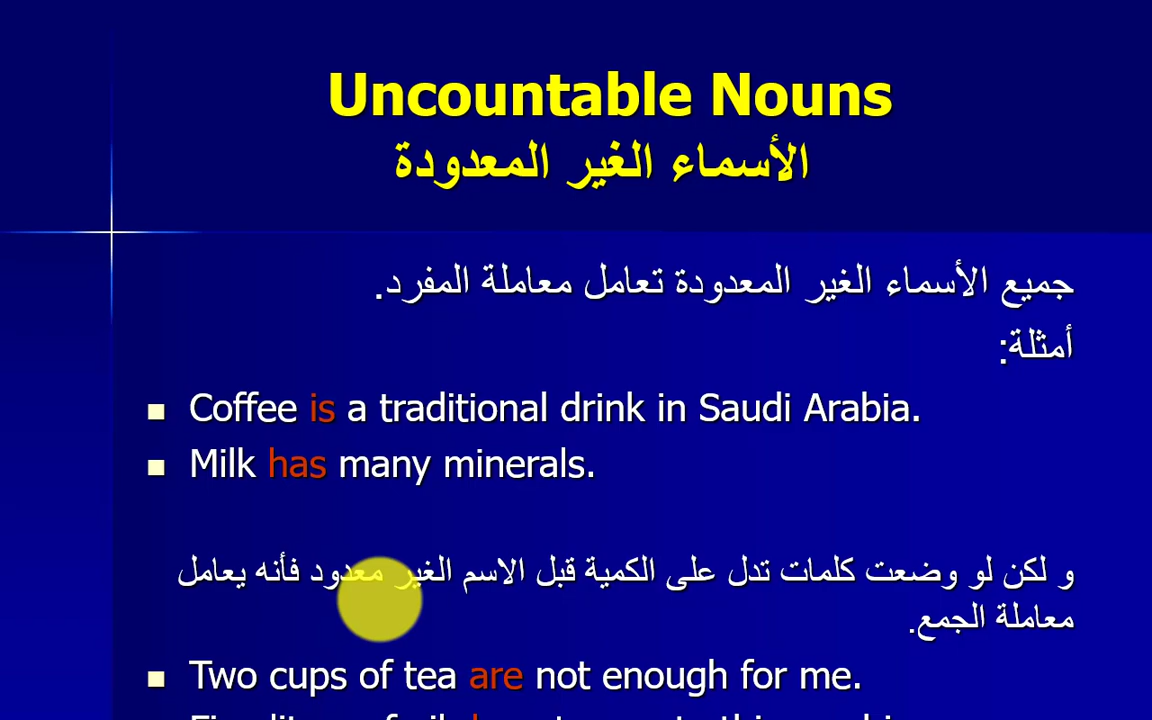 Uncountable Nouns
الأسماء الغير المعدودة
جميع الأسماء الغير المعدودة تعامل معاملة المفرد.
أمثلة:
Coffee is a traditional drink in Saudi Arabia.
Milk has many minerals.
و لكن لو وضعت كلمات تدل على الكمية قبل الاسم الغير معدود فأنه يعامل
معاملة الجمع.
Two cups of tea are not enough for me.